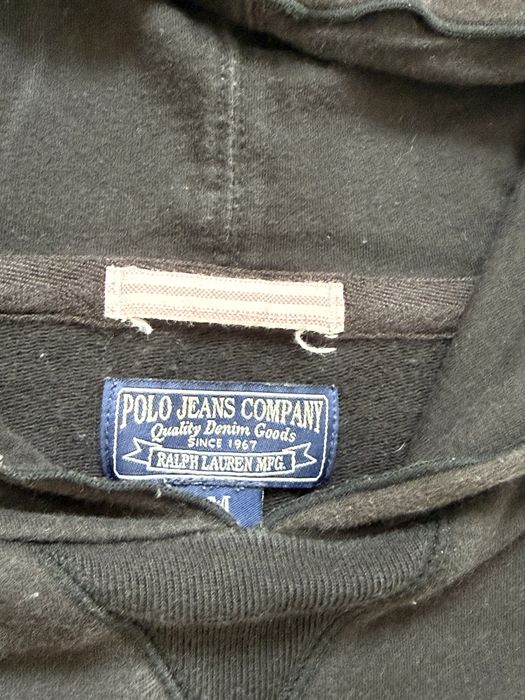 POLO JEANS COMPANY
Quality Denim Goods
SINCE 1967
RALPH LAUREN MFG.
M